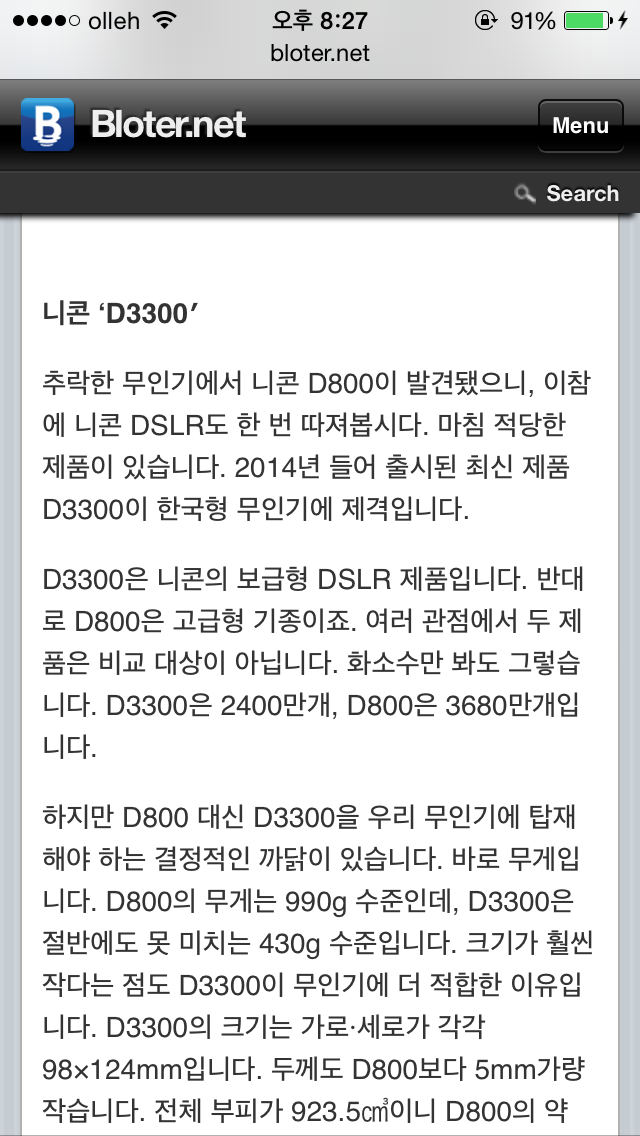 olleh 오후 8:27 91%
bloter.net
B Bloter.net Menu
Search
니콘 ‘D3300′
추락한 무인기에서 니콘 D800이 발견됐으니, 이참
에 니콘 DSLR도 한 번 따져봅시다. 마침 적당한
제품이 있습니다. 2014년 들어 출시된 최신 제품
D3300이 한국형 무인기에 제격입니다.
D3300은 니콘의 보급형 DSLR 제품입니다. 반대
로 D800은 고급형 기종이죠. 여러 관점에서 두 제
품은 비교 대상이 아닙니다. 화소수만 봐도 그렇습
니다. D3300은 2400만개, D800은 3680만개입
니다.
하지만 D800 대신 D3300을 우리 무인기에 탑재
해야 하는 결정적인 까닭이 있습니다. 바로 무게입
니다. D800의 무게는 990g 수준인데, D3300은
절반에도 못 미치는 430g 수준입니다. 크기가 훨씬
작다는 점도 D3300이 무인기에 더 적합한 이유입
니다. D3300의 크기는 가로·세로가 각각
98×124mm입니다. 두께도 D800보다 5mm가량
작습니다. 전체 부피가 923.5㎤이니 D800의 약